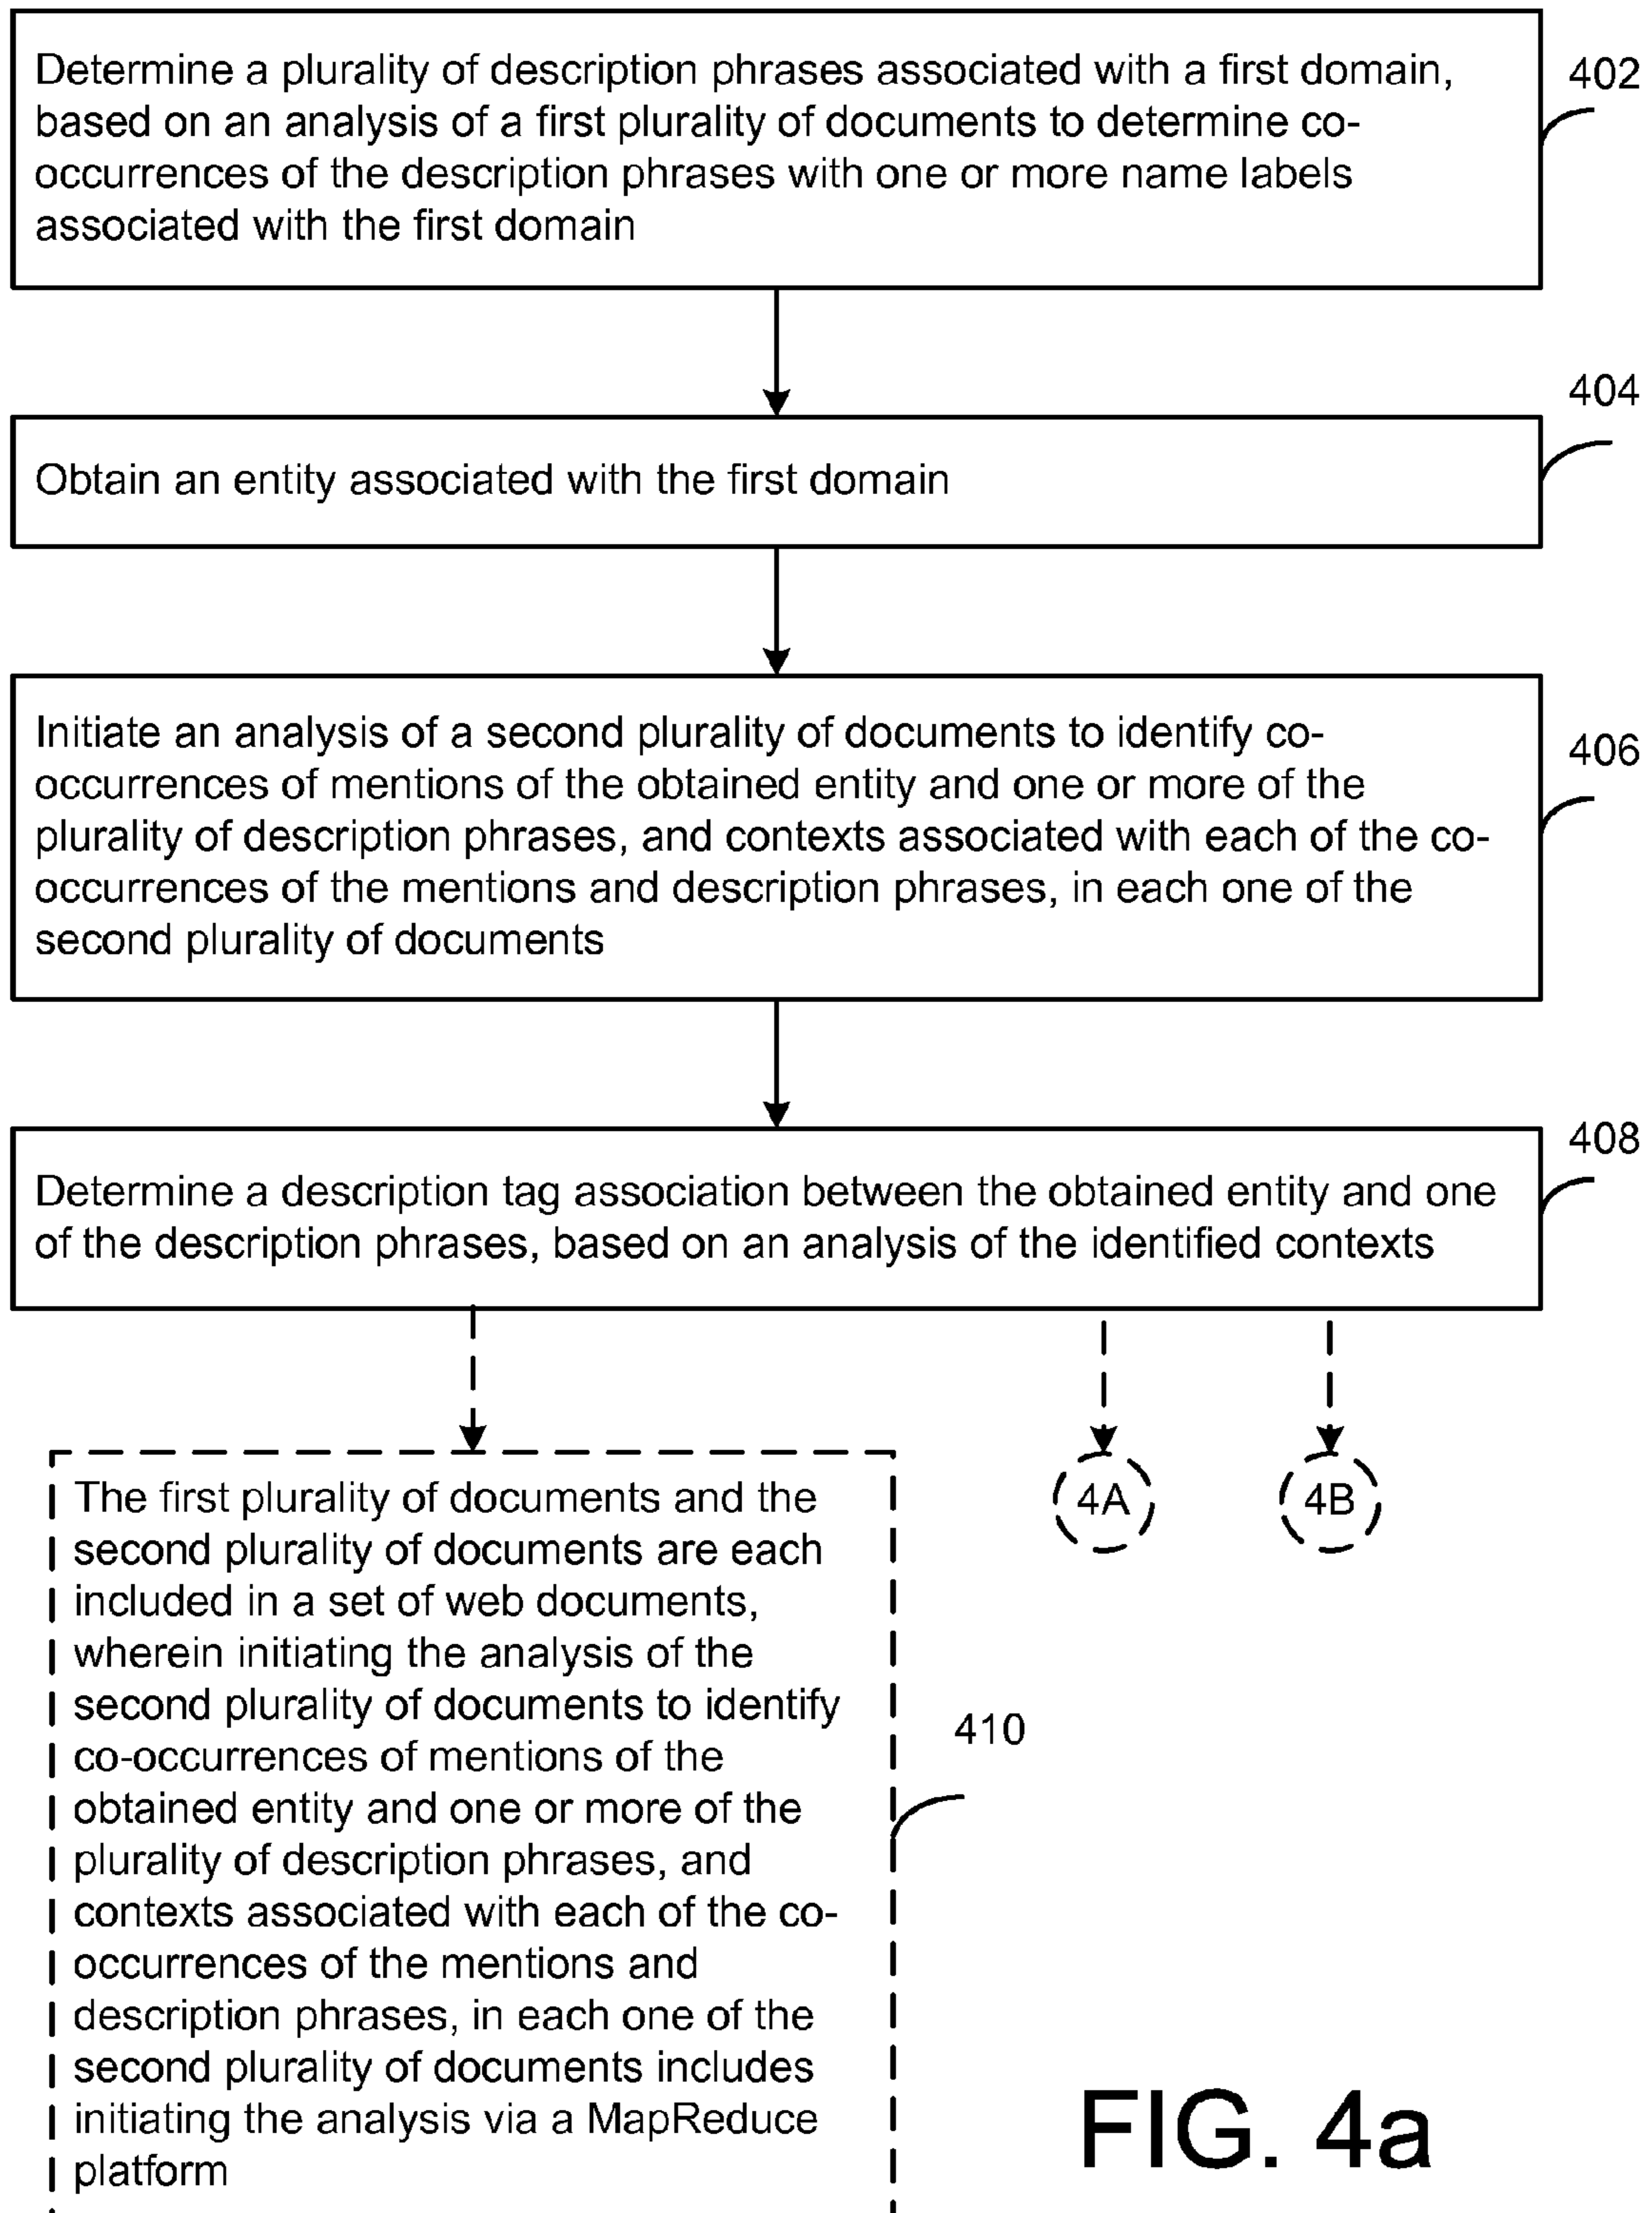 Determine a plurality of description phrases associated with a first domain,
based on an analysis of a first plurality of documents to determine co-
occurrences of the description phrases with one or more name labels
associated with the first domain
402
404
Obtain an entity associated with the first domain
Initiate an analysis of a second plurality of documents to identify co-
occurrences of mentions of the obtained entity and one or more of the
plurality of description phrases, and contexts associated with each of the co-
occurrences of the mentions and description phrases, in each one of the
second plurality of documents
406
408
Determine a description tag association between the obtained entity and one
of the description phrases, based on an analysis of the identified contexts
The first plurality of documents and the
second plurality of documents are each
included in a set of web documents,
wherein initiating the analysis of the
second plurality of documents to identify
co-occurrences of mentions of the
obtained entity and one or more of the
plurality of description phrases, and
contexts associated with each of the co-
occurrences of the mentions and
description phrases, in each one of the
second plurality of documents includes
initiating the analysis via a MapReduce
platform
4A
4B
410
FIG. 4a